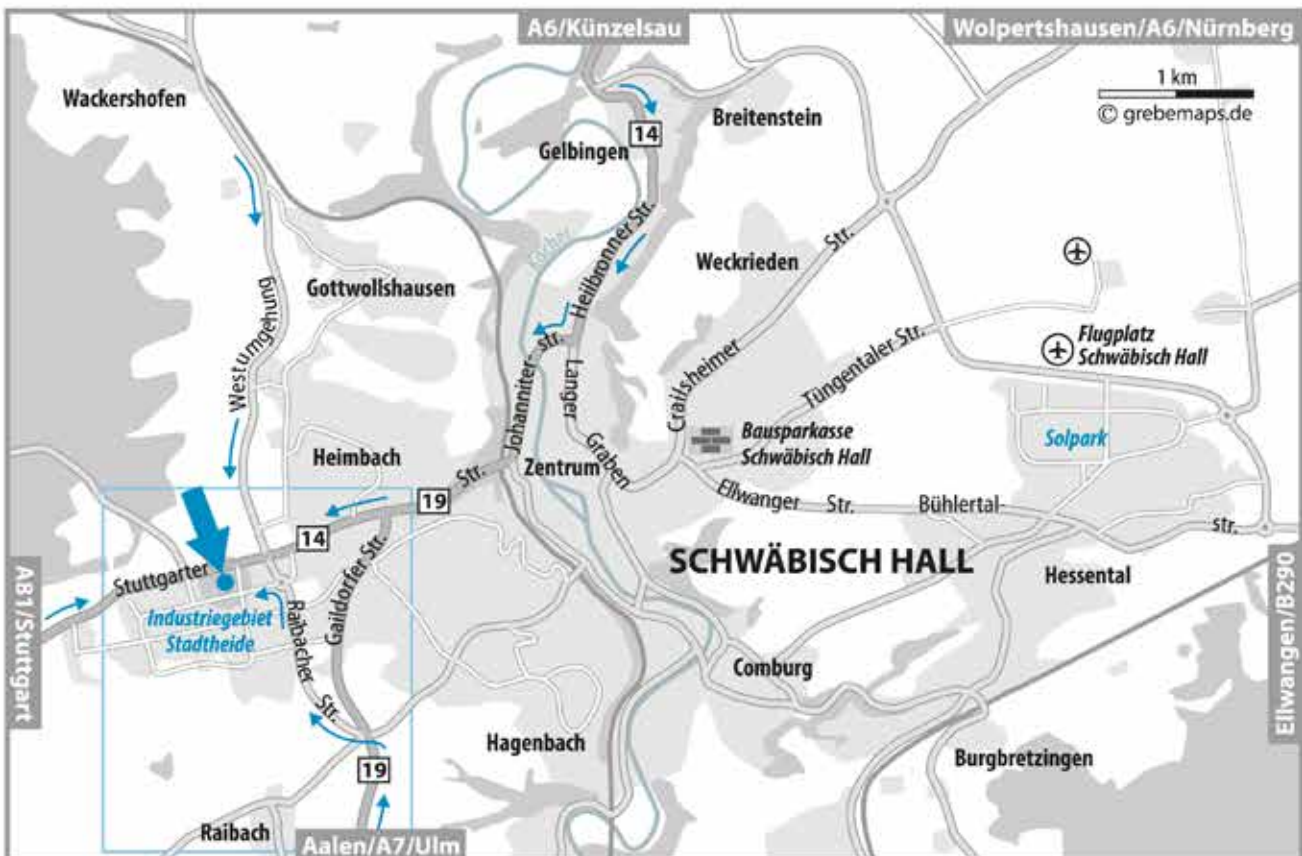 A6/Künzelsau
Wolpertshausen/A6/Nürnberg
1 km
© grebemaps.de
Wackershofen
Breitenstein
14
Gelbingen
Kocher
Heilbronner Str.
Weckrieden
Str.
Gottwollshausen
Westumgehung
Flugplatz
Schwäbisch Hall
Tüngentaler Str.
Johanniter-
str.
Langer
Graben
Crailsheimer
Bausparkasse
Schwäbisch Hall
Solpark
Heimbach
Zentrum
Str.
19
Ellwanger
Str.
Bühlertal-
str.
14
Stuttgarter
SCHWÄBISCH HALL
Hessental
A81/Stuttgart
Industriegebiet
Stadtheide
Raibacher
Str.
Gaildorfer Str.
Comburg
Ellwangen/B290
Hagenbach
Burgbretzingen
19
Raibach
Aalen/A7/Ulm